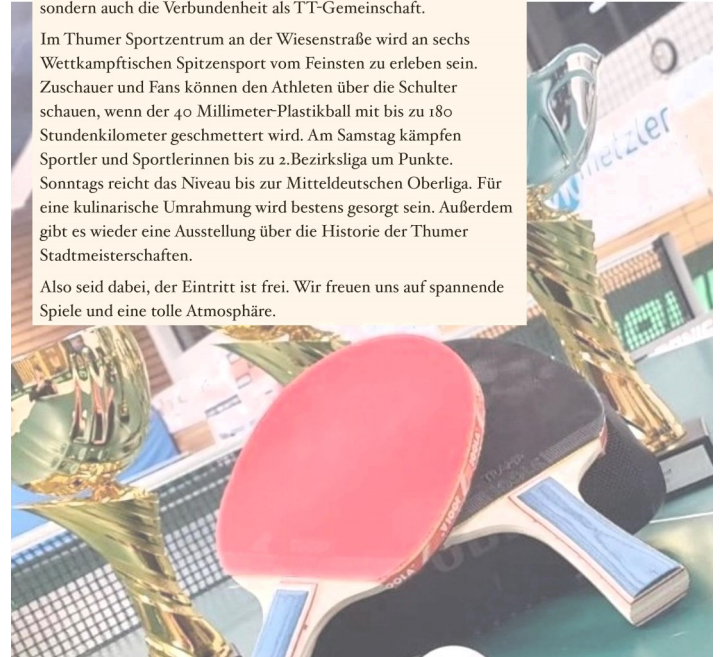 sondern auch die Verbundenheit als TT-Gemeinschaft.
Im Thumer Sportzentrum an der Wiesenstraße wird an sechs
Wettkampftischen Spitzensport vom Feinsten zu erleben sein.
Zuschauer und Fans können den Athleten über die Schulter
schauen, wenn der 40 Millimeter-Plastikball mit bis zu 180
Stundenkilometer geschmettert wird. Am Samstag kämpfen
Sportler und Sportlerinnen bis zu 2.Bezirksliga um Punkte.
Sonntags reicht das Niveau bis zur Mitteldeutschen Oberliga. Für
eine kulinarische Umrahmung wird bestens gesorgt sein. Außerdem
gibt es wieder eine Ausstellung über die Historie der Thumer
Stadtmeisterschaften.
Also seid dabei, der Eintritt ist frei. Wir freuen uns auf spannende
Spiele und eine tolle Atmosphäre.
metzler
JOOLA
JOOLA